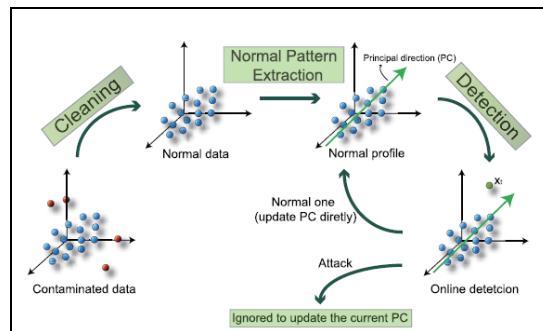 Cleaning
Normal Pattern
Extraction
Principal direction (PC)
Detection
Normal data
Normal profile
Xt
Normal one
(update PC diretly)
Attack
Contaminated data
Online detetcion
Ignored to update the current PC